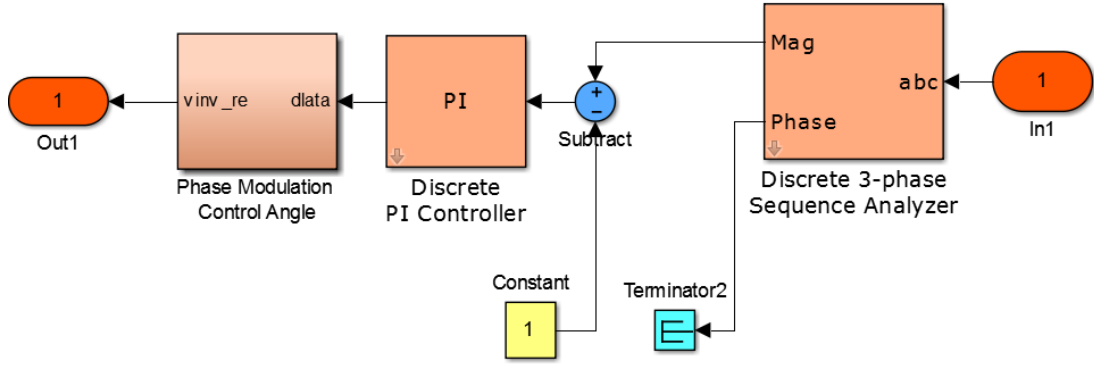 1
Out1
vinv_re
dlata
Phase Modulation
Control Angle
PI
Discrete
PI Controller
+
−
Subtract
Mag
abc
Phase
Discrete 3-phase
Sequence Analyzer
1
In1
Constant
1
Terminator2